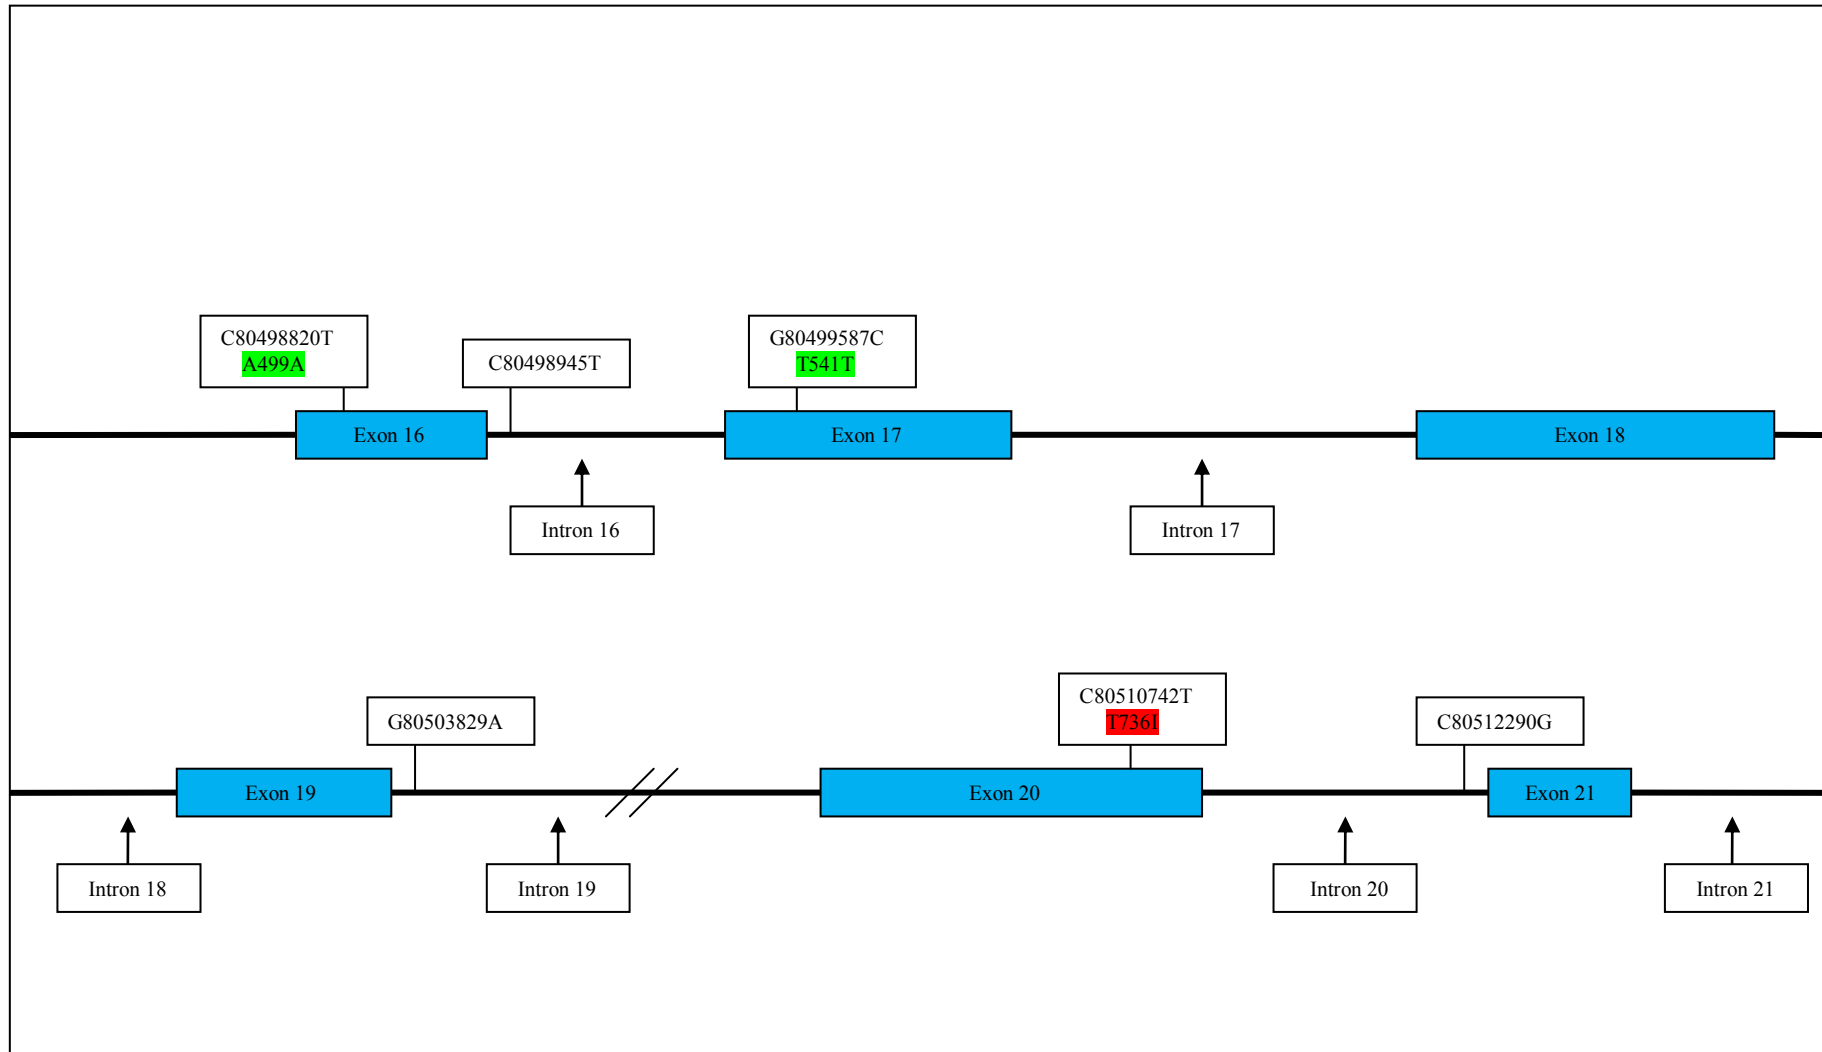 C80498820T
A499A
C80498945T
G80499587C
T541T
Exon 16
Exon 17
Exon 18
Intron 16
Intron 17
G80503829A
C80510742T
T736I
C80512290G
Exon 19
Exon 20
Exon 21
Intron 18
Intron 19
Intron 20
Intron 21